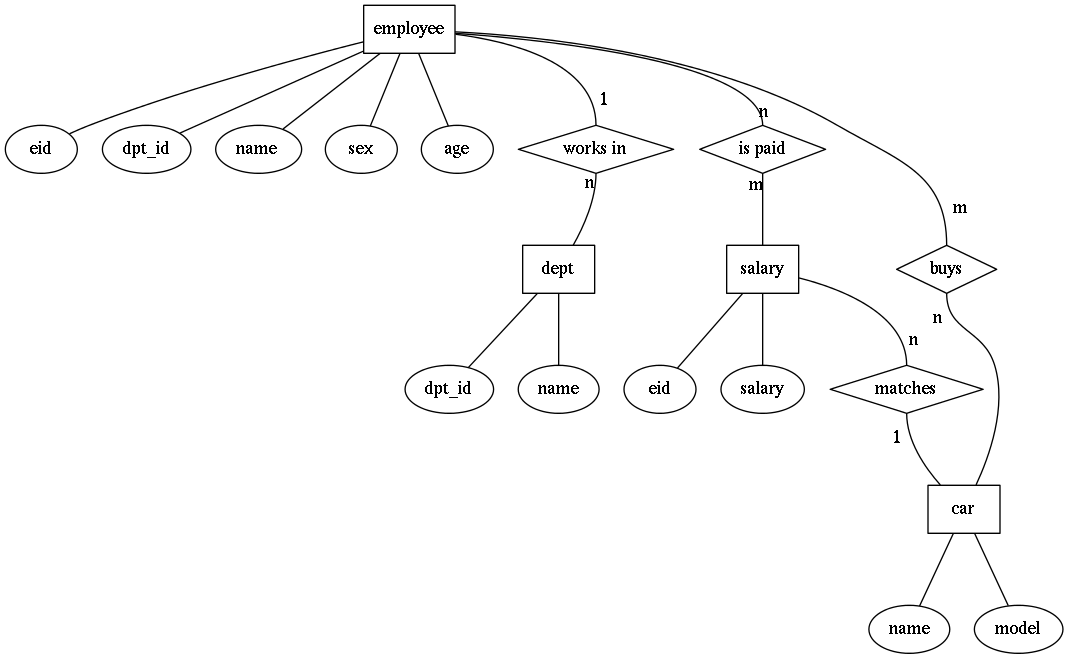 employee
1
n
eid
dpt_id
name
sex
age
works in
is paid
n
m
m
dept
salary
buys
n
n
dpt_id
name
eid
salary
matches
1
car
name
model